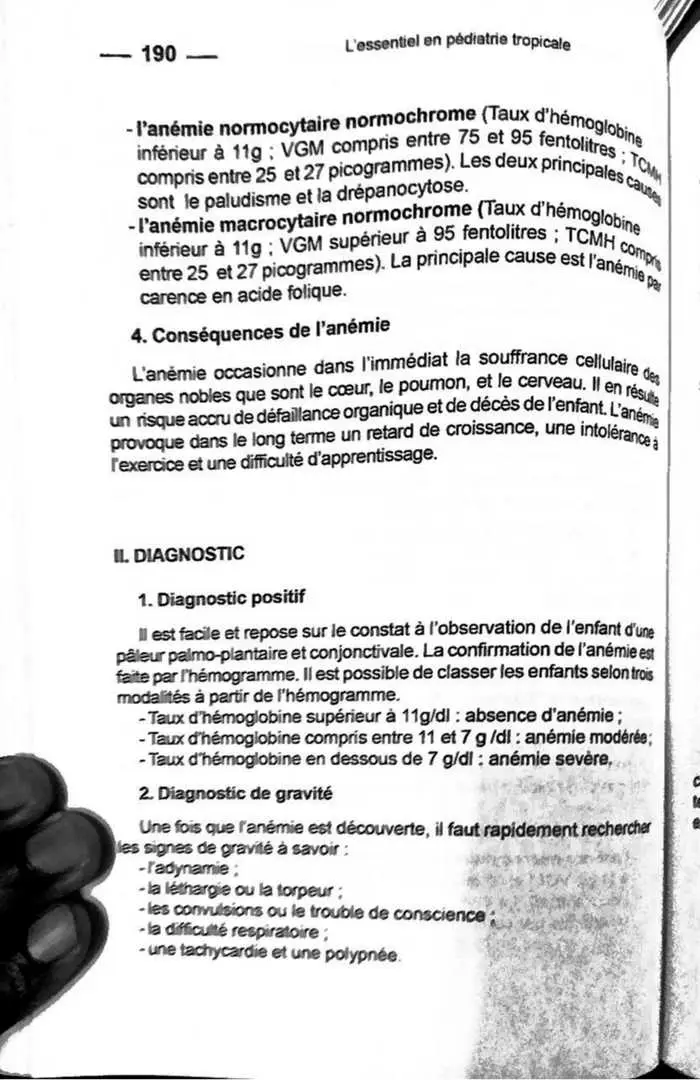 — 190 —
L'essentiel en pédiatrie tropicale
- l'anémie normocytaire normochrome (Taux d'hémoglobine
inférieur à 11g ; VGM compris entre 75 et 95 fentolitres ; TCMH
compris entre 25 et 27 picogrammes). Les deux principales causes
sont le paludisme et la drépanocytose.
- l'anémie macrocytaire normochrome (Taux d'hémoglobine
inférieur à 11g ; VGM supérieur à 95 fentolitres ; TCMH compris
entre 25 et 27 picogrammes). La principale cause est l'anémie par
carence en acide folique.
4. Conséquences de l'anémie
L'anémie occasionne dans l'immédiat la souffrance cellulaire des
organes nobles que sont le cœur, le poumon, et le cerveau. Il en résulte
un risque accru de défaillance organique et de décès de l'enfant. L'anémie
provoque dans le long terme un retard de croissance, une intolérance à
l'exercice et une difficulté d'apprentissage.
II. DIAGNOSTIC
1. Diagnostic positif
Il est facile et repose sur le constat à l'observation de l'enfant d'une
pâleur palmo-plantaire et conjonctivale. La confirmation de l'anémie est
faite par l'hémogramme. Il est possible de classer les enfants selon trois
modalités à partir de l'hémogramme.
- Taux d'hémoglobine supérieur à 11g/dl : absence d'anémie ;
- Taux d'hémoglobine compris entre 11 et 7 g /dl : anémie modérée;
- Taux d'hémoglobine en dessous de 7 g/dl : anémie sevère.
2. Diagnostic de gravité
Une fois que l'anémie est découverte, il faut rapidement rechercher
les signes de gravité à savoir :
- l'adynamie ;
- la léthargie ou la torpeur ;
- les convulsions ou le trouble de conscience ;
- la difficulté respiratoire ;
- une tachycardie et une polypnée.